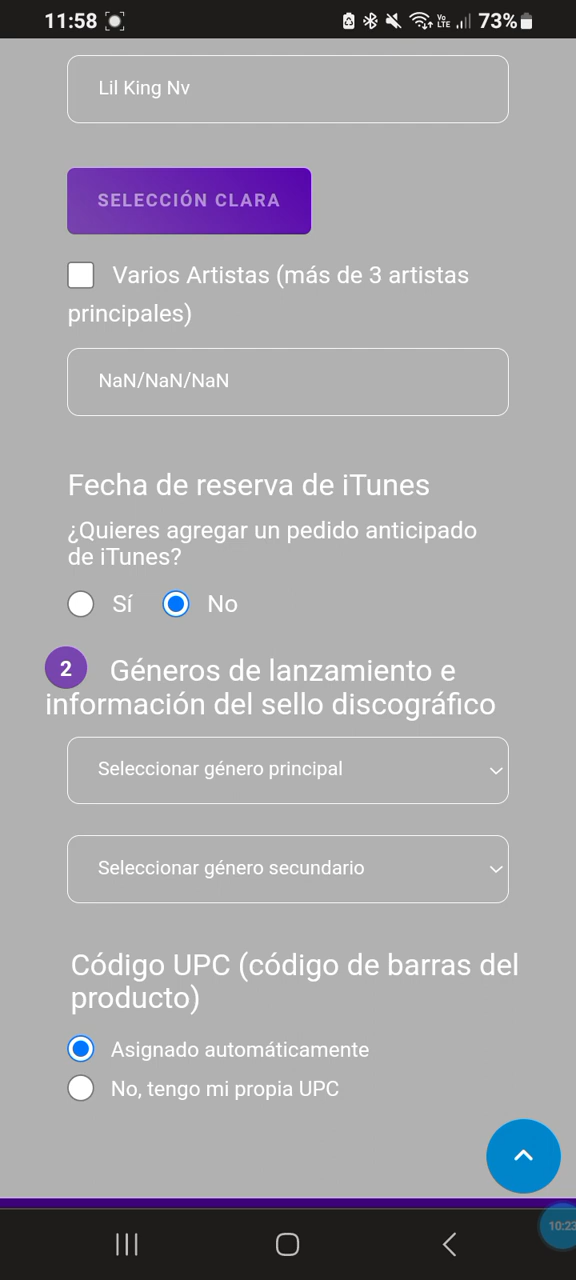 11:58 Vo LTE 73%
Lil King Nv
SELECCIÓN CLARA
Varios Artistas (más de 3 artistas
principales)
NaN/NaN/NaN
Fecha de reserva de iTunes
¿Quieres agregar un pedido anticipado
de iTunes?
Sí No
2 Géneros de lanzamiento e
información del sello discográfico
Seleccionar género principal
Seleccionar género secundario
Código UPC (código de barras del
producto)
Asignado automáticamente
No, tengo mi propia UPC
10:23